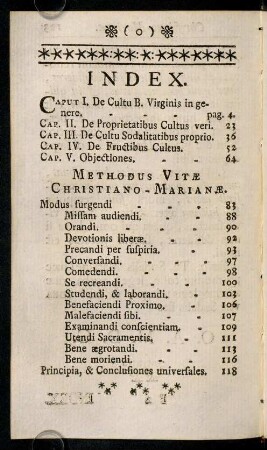 ( o )
INDEX.
CAPUT I. De Cultu B. Virginis in ge-
nere. - - - pag. 4.
CAP. II. De Proprietatibus Cultus veri. 23
CAP. III. De Cultu Sodalitatibus proprio. 36
CAP. IV. De Fructibus Cultus. - 52
CAP. V. Objectiones. - - - 64
METHODUS VITÆ
CHRISTIANO-MARIANÆ.
Modus surgendi - - - 83
Missam audiendi. - - 88
Orandi. - - - 90
Devotionis liberæ. - - 92
Precandi per suspiria. - 93
Conversandi. - - 97
Comedendi. - - 98
Se recreandi. - - 100
Studendi, & laborandi. - 102
Benefaciendi Proximo. - 106
Malefaciendi sibi. - - 107
Examinandi conscientiam. - 109
Utendi Sacramentis. - 111
Bene ægrotandi. - - 113
Bene moriendi. - - 116
Principia, & Conclusiones universales. 118